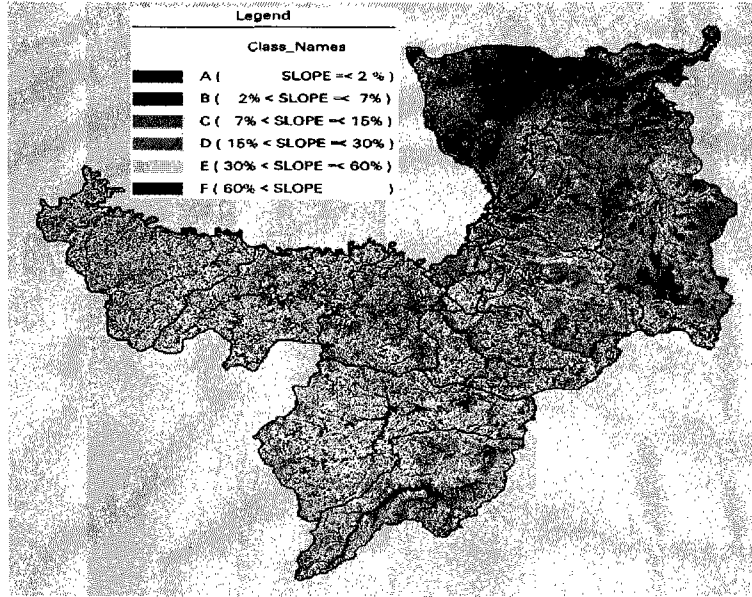 Legend
Class_Names
A ( SLOPE =< 2 % )
B ( 2% < SLOPE =< 7% )
C ( 7% < SLOPE =< 15% )
D ( 15% < SLOPE =< 30% )
E ( 30% < SLOPE =< 60% )
F ( 60% < SLOPE )